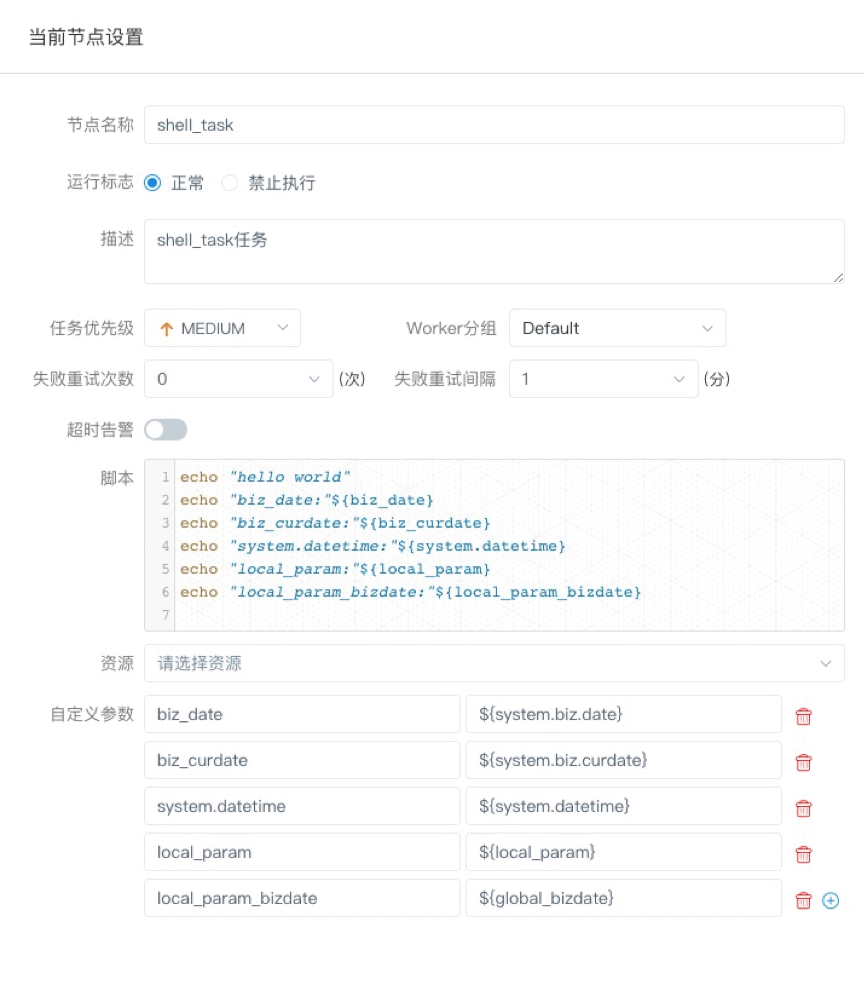 当前节点设置
节点名称 shell_task
运行标志 正常 禁止执行
描述 shell_task任务
任务优先级 MEDIUM Worker分组 Default
失败重试次数 0 (次) 失败重试间隔 1 (分)
超时告警
脚本 1 echo "hello world"
2 echo "biz_date:"${biz_date}
3 echo "biz_curdate:"${biz_curdate}
4 echo "system.datetime:"${system.datetime}
5 echo "local_param:"${local_param}
6 echo "local_param_bizdate:"${local_param_bizdate}
7
资源 请选择资源
自定义参数 biz_date ${system.biz.date}
biz_curdate ${system.biz.curdate}
system.datetime ${system.datetime}
local_param ${local_param}
local_param_bizdate ${global_bizdate}